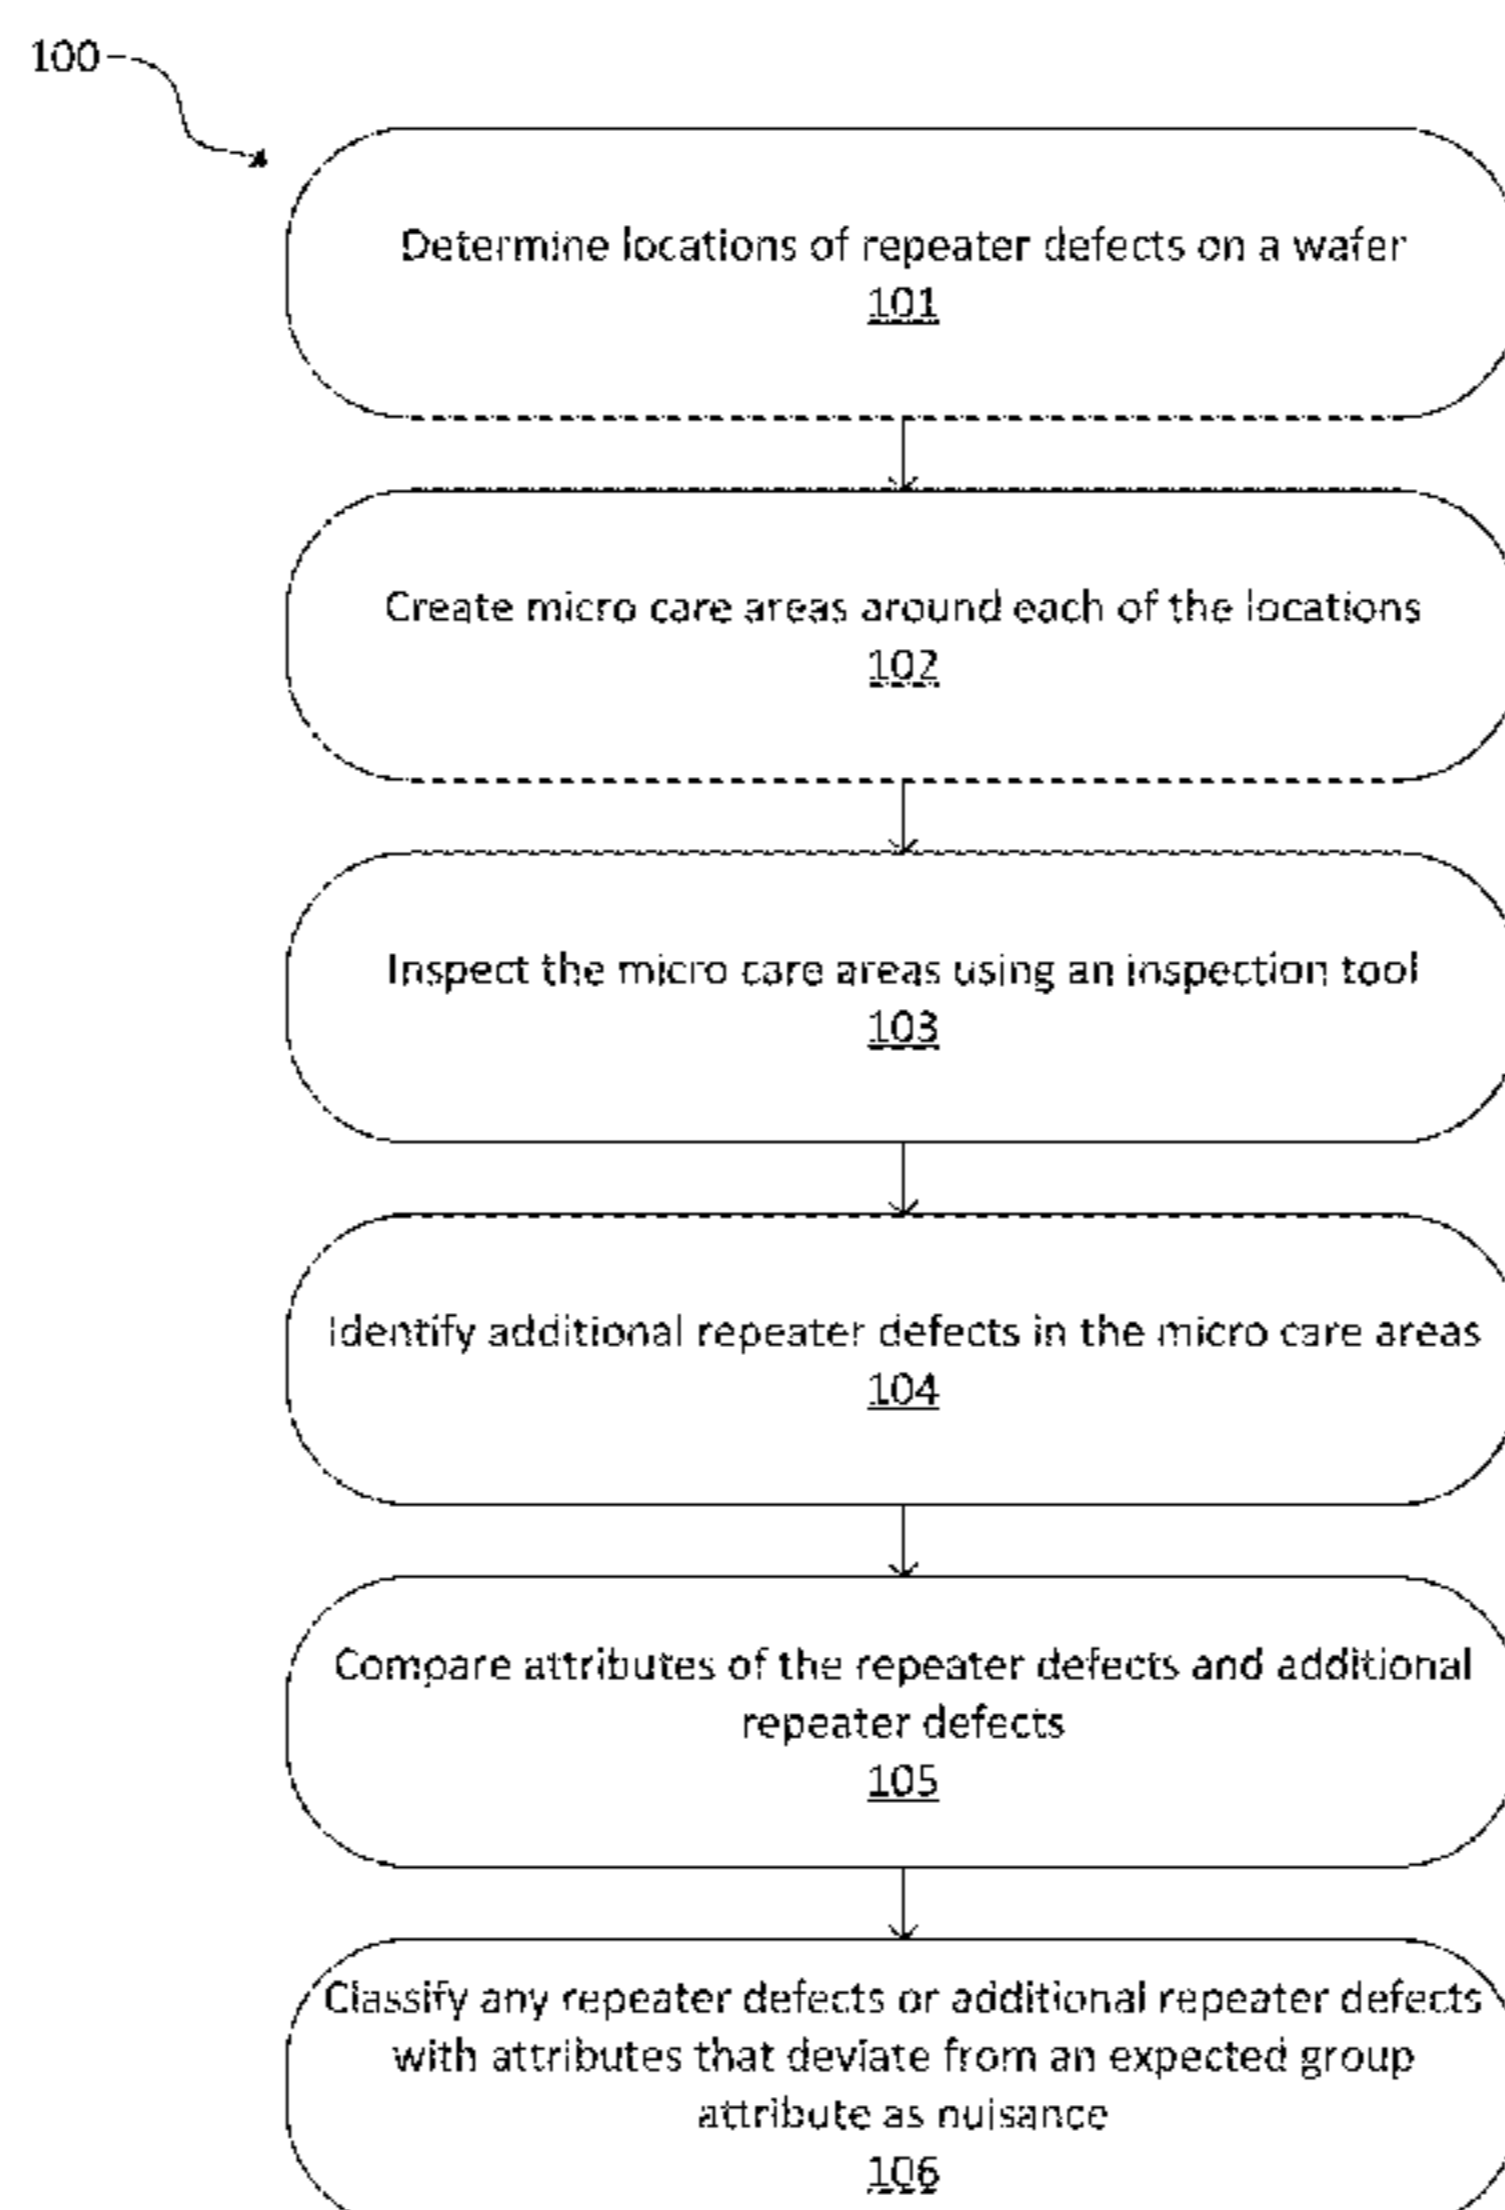 100
Determine locations of repeater defects on a wafer
101
Create micro care areas around each of the locations
102
Inspect the micro care areas using an inspection tool
103
Identify additional repeater defects in the micro care areas
104
Compare attributes of the repeater defects and additional
repeater defects
105
Classify any repeater defects or additional repeater defects
with attributes that deviate from an expected group
attribute as nuisance
106